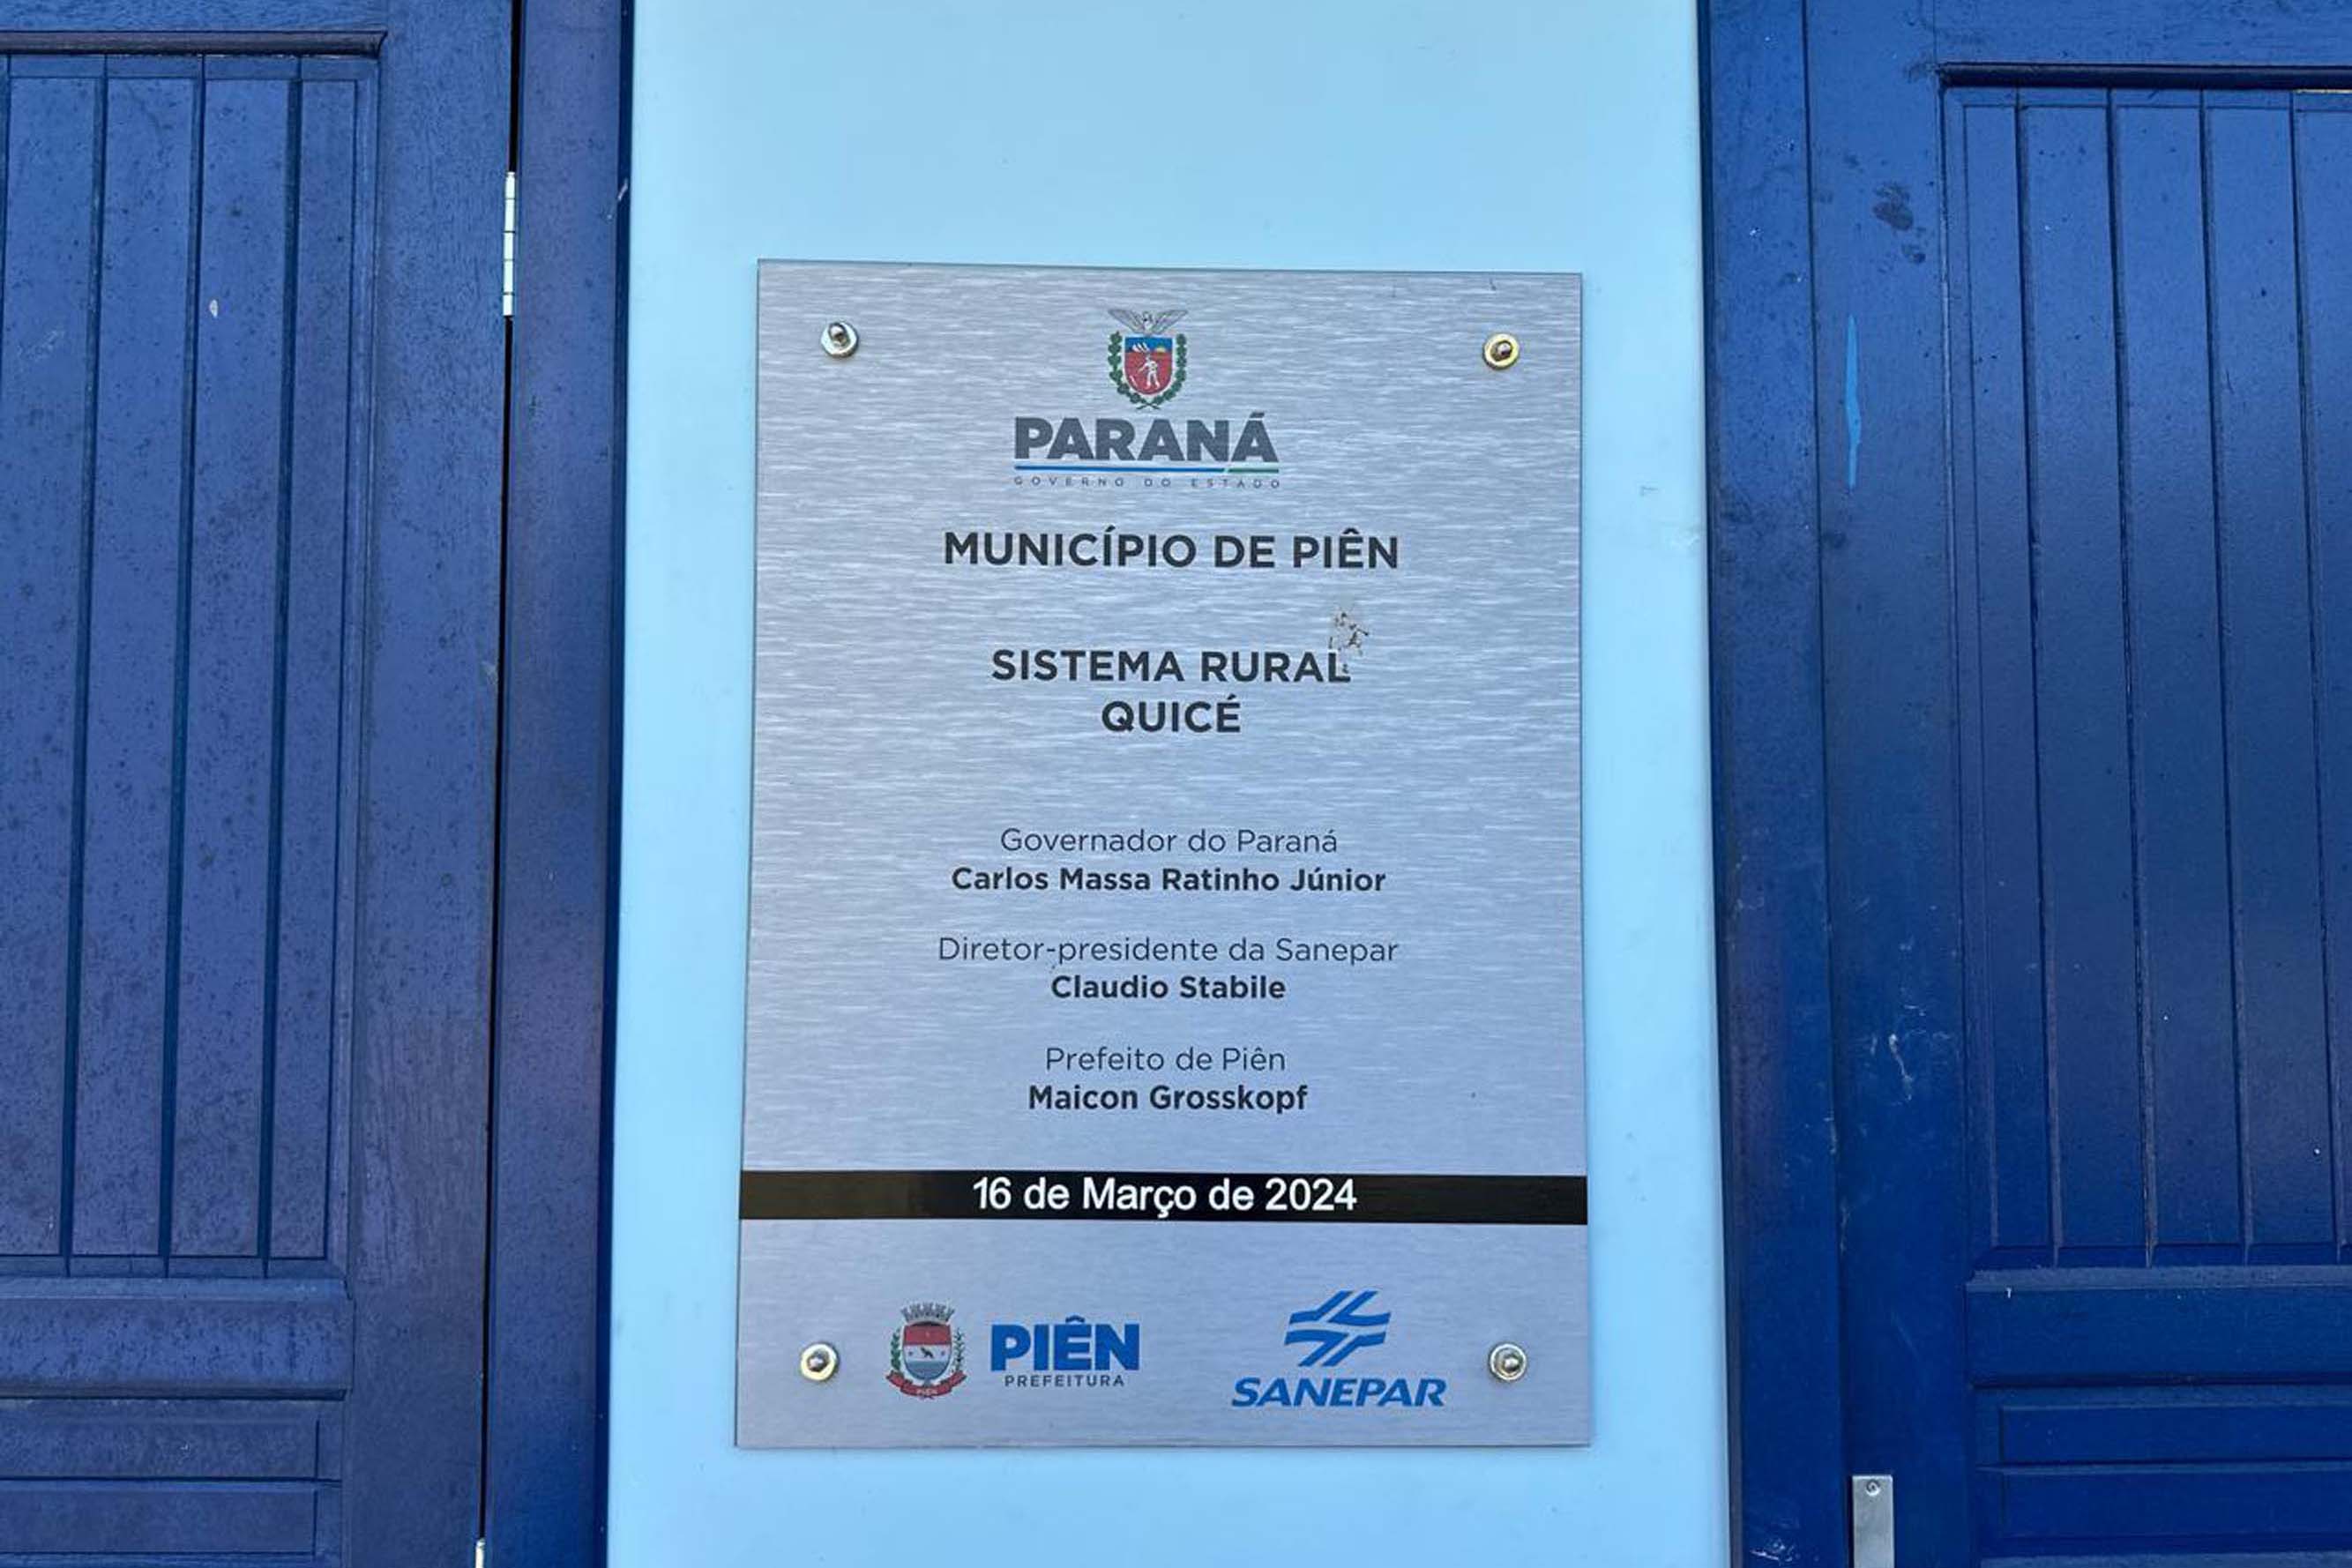 PARANÁ
GOVERNO DO ESTADO
MUNICÍPIO DE PIÊN
SISTEMA RURAL
QUICÉ
Governador do Paraná
Carlos Massa Ratinho Júnior
Diretor-presidente da Sanepar
Claudio Stabile
Prefeito de Piên
Maicon Grosskopf
16 de Março de 2024
PIÊN
PIÊN
PREFEITURA
SANEPAR